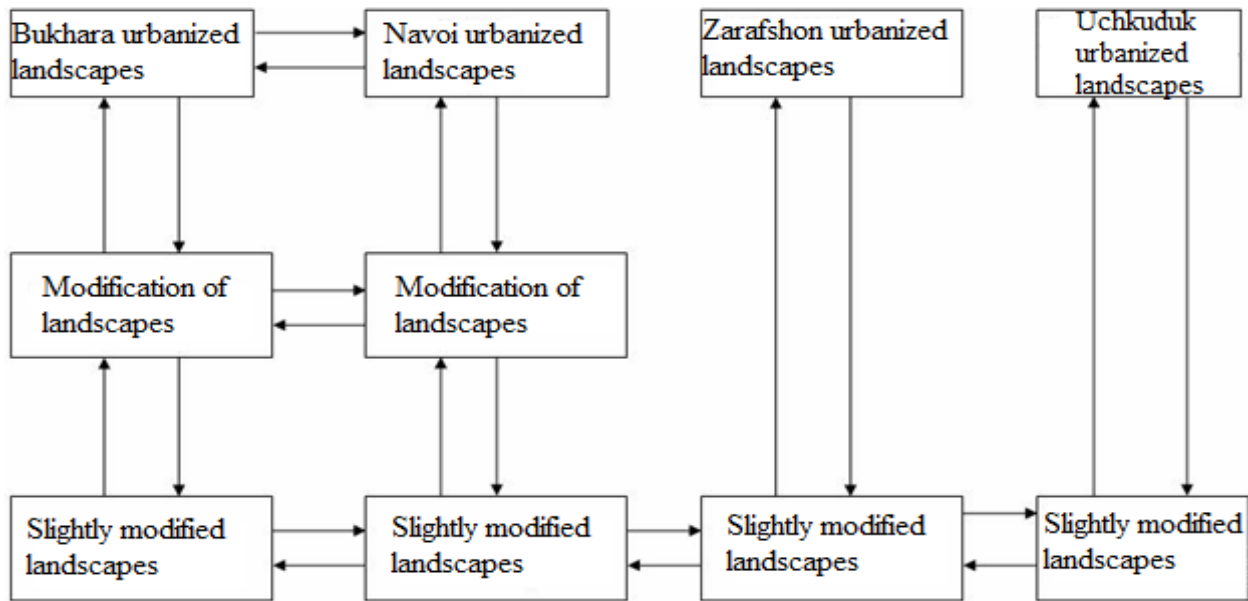 Bukhara urbanized
landscapes
Navoi urbanized
landscapes
Zarafshon urbanized
landscapes
Uchkuduk
urbanized
landscapes
Modification of
landscapes
Modification of
landscapes
Slightly modified
landscapes
Slightly modified
landscapes
Slightly modified
landscapes
Slightly modified
landscapes